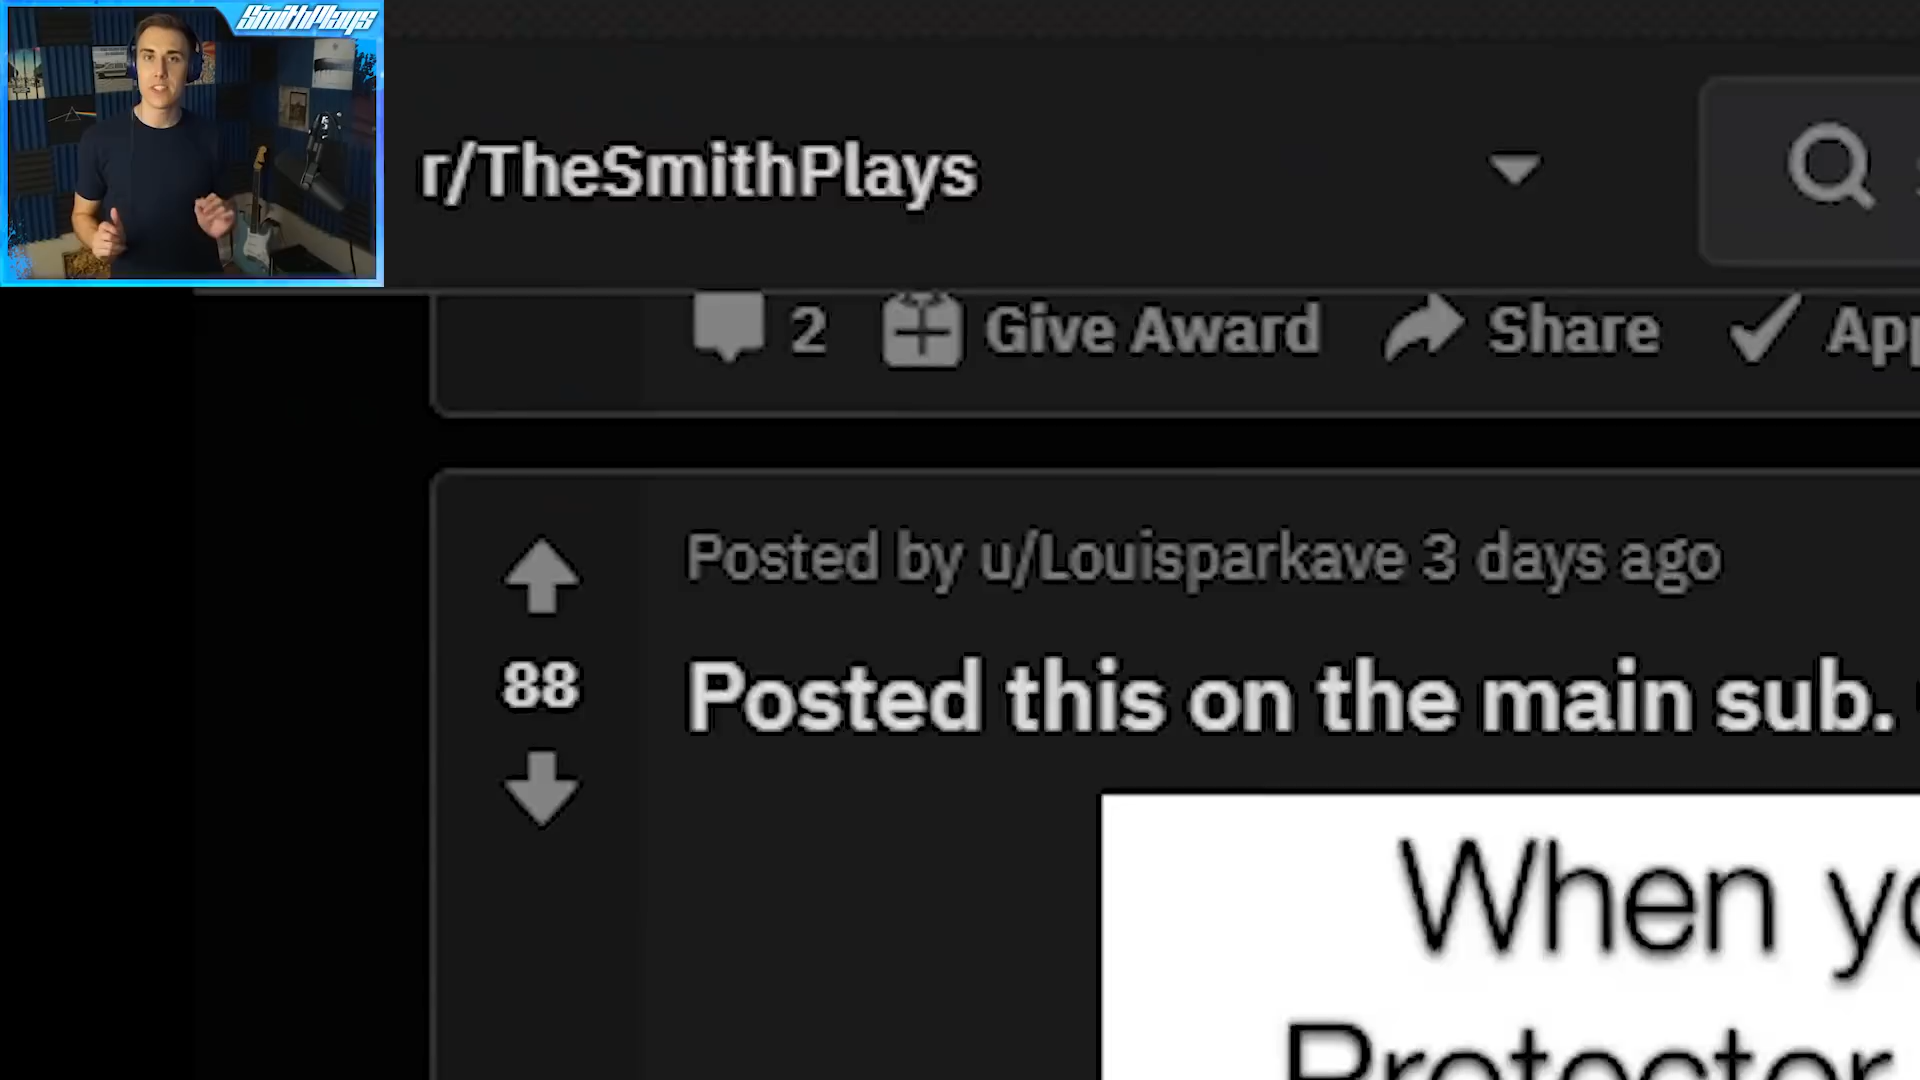 SmithPlays
r/TheSmithPlays
2 Give Award Share
Posted by u/Louisparkave 3 days ago
88
Posted this on the main sub.
When
Protector